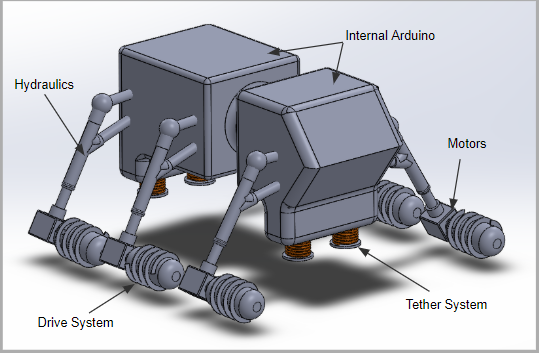 Internal Arduino
Hydraulics
Motors
Tether System
Drive System